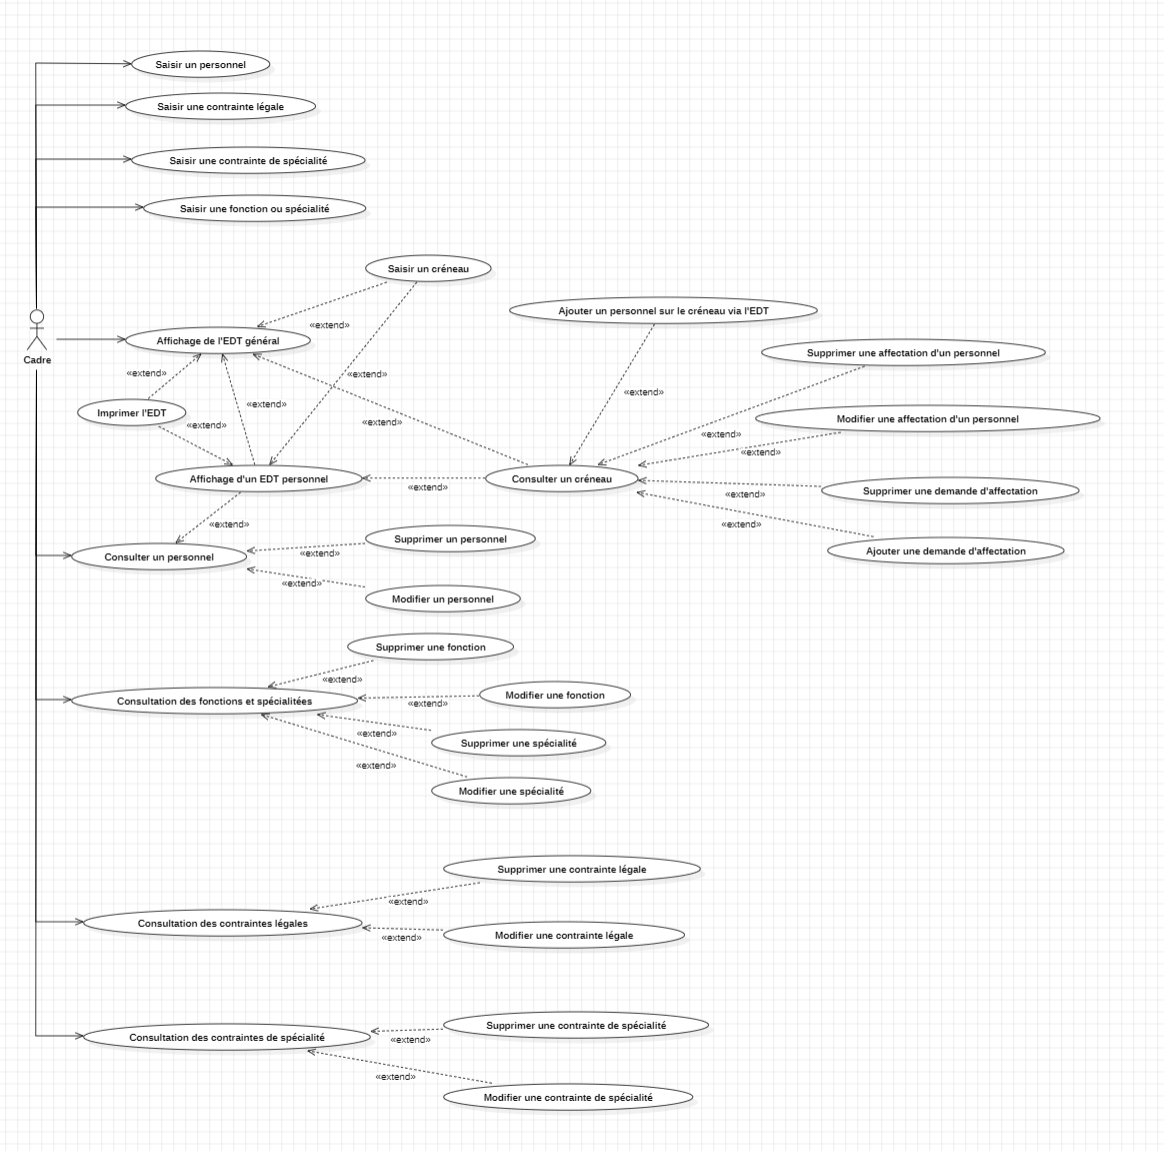 Saisir un personnel
Saisir une contrainte légale
Saisir une contrainte de spécialité
Saisir une fonction ou spécialité
Saisir un créneau
Ajouter un personnel sur le créneau via l'EDT
«extend»
Affichage de l'EDT général
Cadre
Supprimer une affectation d'un personnel
«extend»
«extend»
«extend»
«extend»
Imprimer l'EDT
«extend»
«extend»
Modifier une affectation d'un personnel
«extend»
«extend»
Affichage d'un EDT personnel
«extend»
Consulter un créneau
«extend»
Supprimer une demande d'affectation
«extend»
«extend»
Supprimer un personnel
Ajouter une demande d'affectation
Consulter un personnel
«extend»
«extend»
Modifier un personnel
Supprimer une fonction
«extend»
Modifier une fonction
Consultation des fonctions et spécialitées
«extend»
«extend»
Supprimer une spécialité
«extend»
Modifier une spécialité
Supprimer une contrainte légale
«extend»
Consultation des contraintes légales
«extend»
Modifier une contrainte légale
Supprimer une contrainte de spécialité
Consultation des contraintes de spécialité
«extend»
«extend»
Modifier une contrainte de spécialité